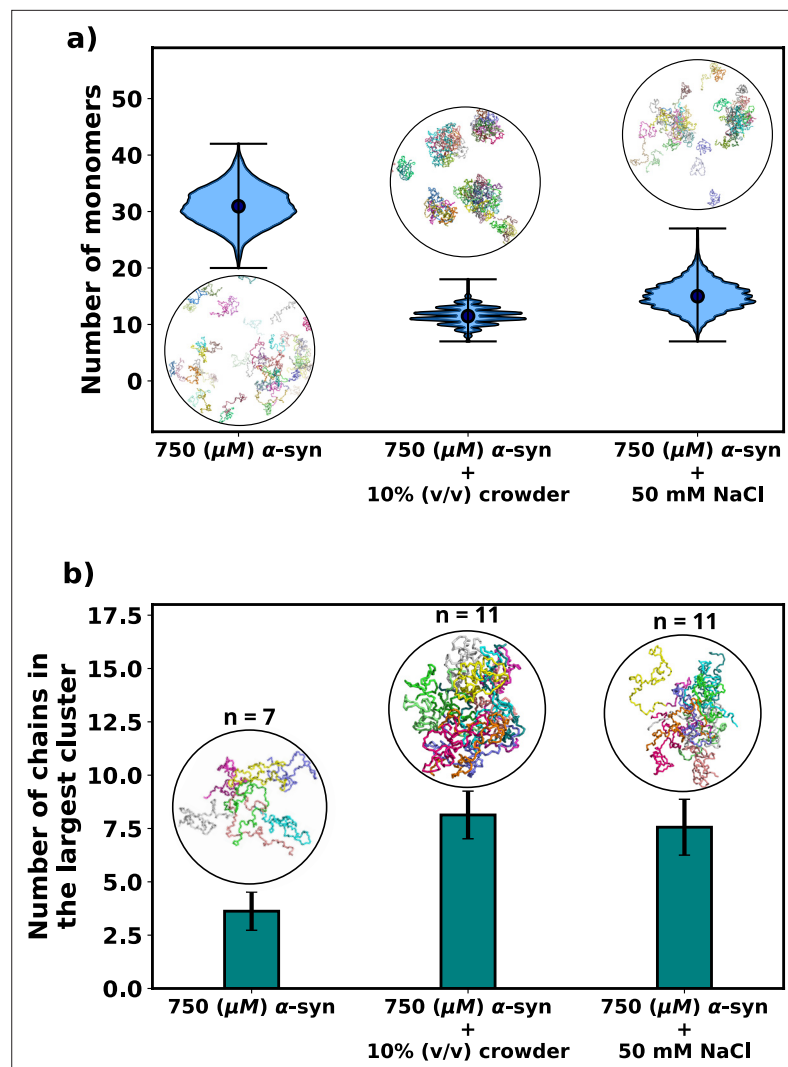 a)
Number of monomers
50
40
30
20
10
0
750 (μM) α-syn
750 (μM) α-syn
+
10% (v/v) crowder
750 (μM) α-syn
+
50 mM NaCl
b)
Number of chains in
the largest cluster
17.5
15.0
12.5
10.0
7.5
5.0
2.5
0.0
n = 7
n = 11
n = 11
750 (μM) α-syn
750 (μM) α-syn
+
10% (v/v) crowder
750 (μM) α-syn
+
50 mM NaCl